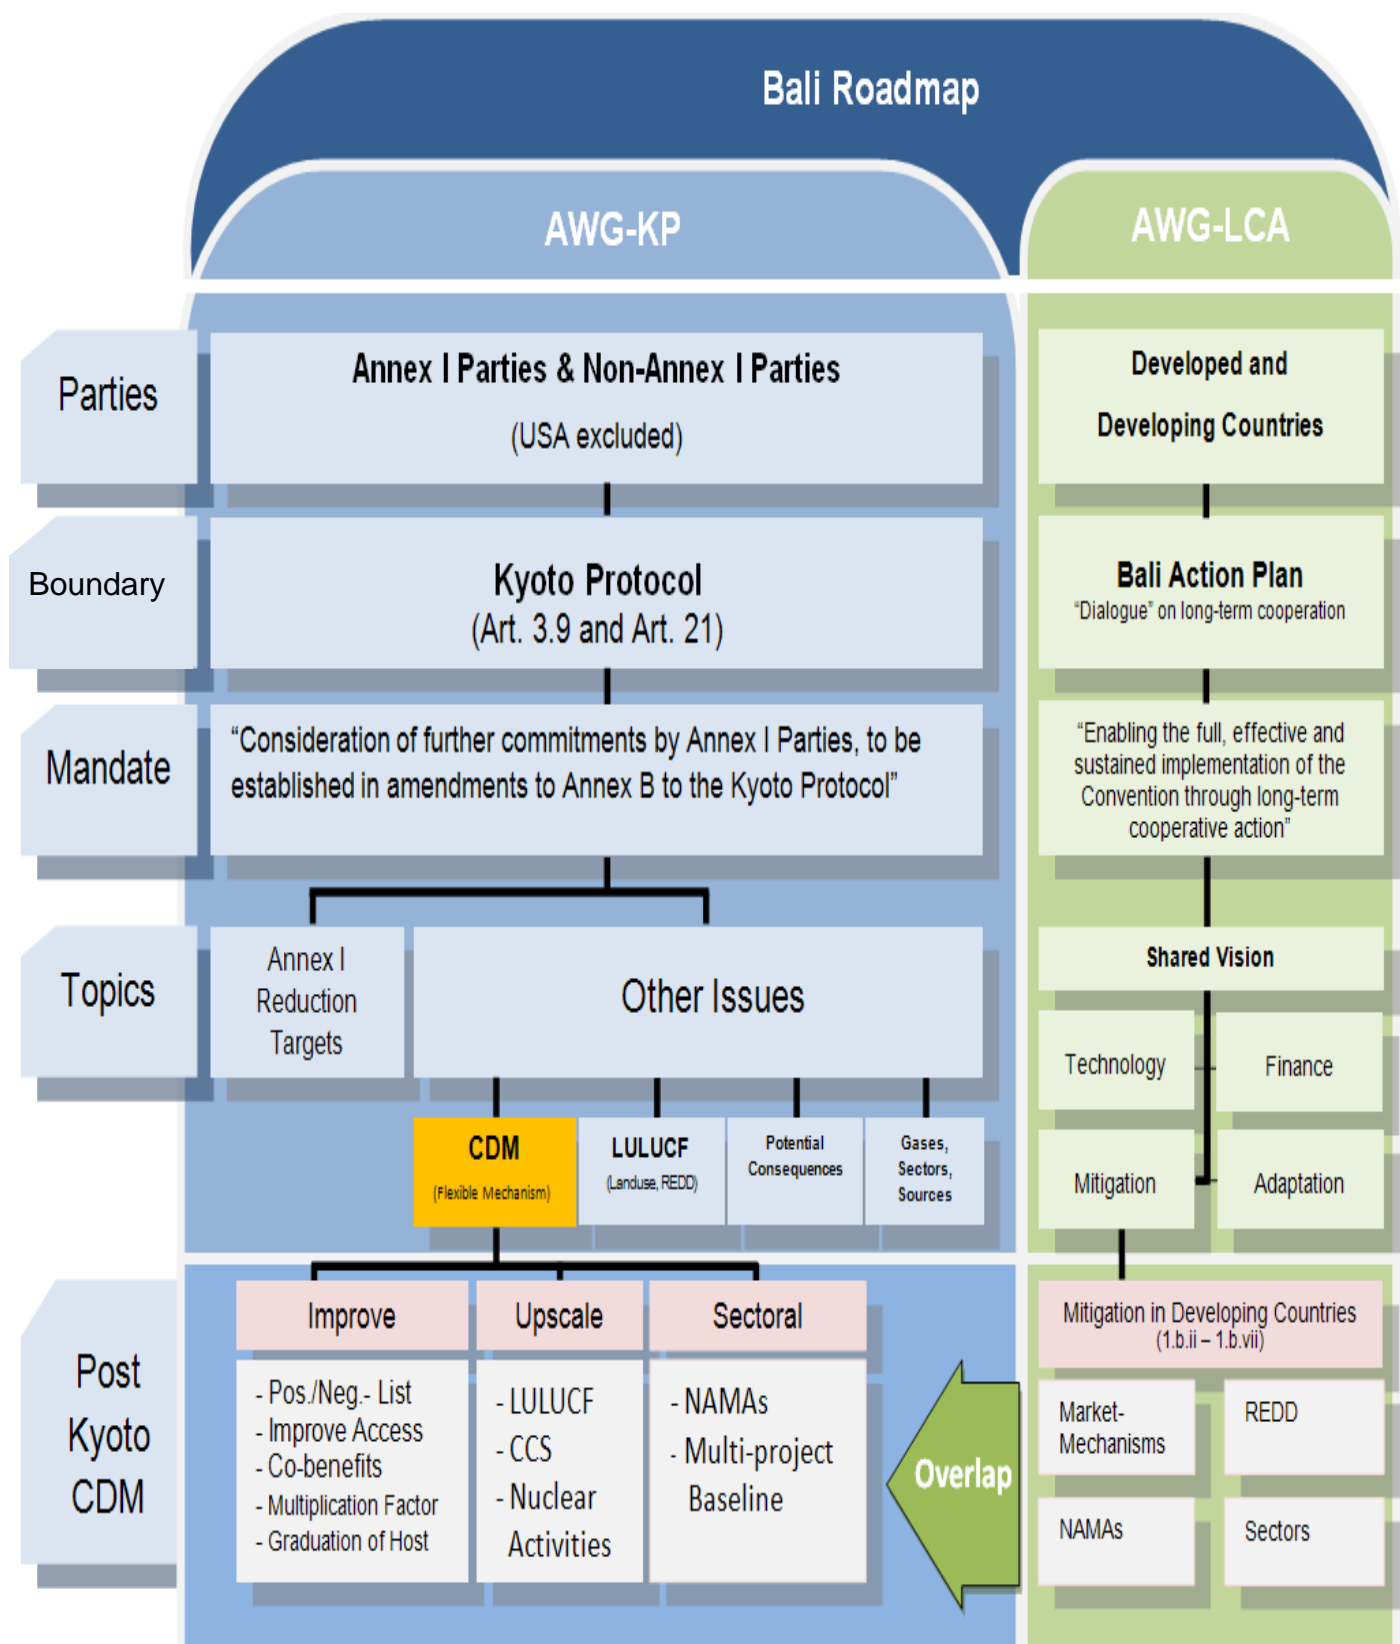 Bali Roadmap
AWG-KP
AWG-LCA
Parties
Annex I Parties & Non-Annex I Parties
(USA excluded)
Developed and
Developing Countries
Boundary
Kyoto Protocol
(Art. 3.9 and Art. 21)
Bali Action Plan
“Dialogue” on long-term cooperation
Mandate
“Consideration of further commitments by Annex I Parties, to be
established in amendments to Annex B to the Kyoto Protocol”
“Enabling the full, effective and
sustained implementation of the
Convention through long-term
cooperative action”
Topics
Annex I
Reduction
Targets
Other Issues
Shared Vision
Technology
Finance
Mitigation
Adaptation
CDM
(Flexible Mechanism)
LULUCF
(Landuse, REDD)
Potential
Consequences
Gases,
Sectors,
Sources
Post
Kyoto
CDM
Improve
- Pos./Neg.- List
- Improve Access
- Co-benefits
- Multiplication Factor
- Graduation of Host
Upscale
- LULUCF
- CCS
- Nuclear
Activities
Sectoral
- NAMAs
- Multi-project
Baseline
Overlap
Mitigation in Developing Countries
(1.b.ii – 1.b.vii)
Market-
Mechanisms
REDD
NAMAs
Sectors